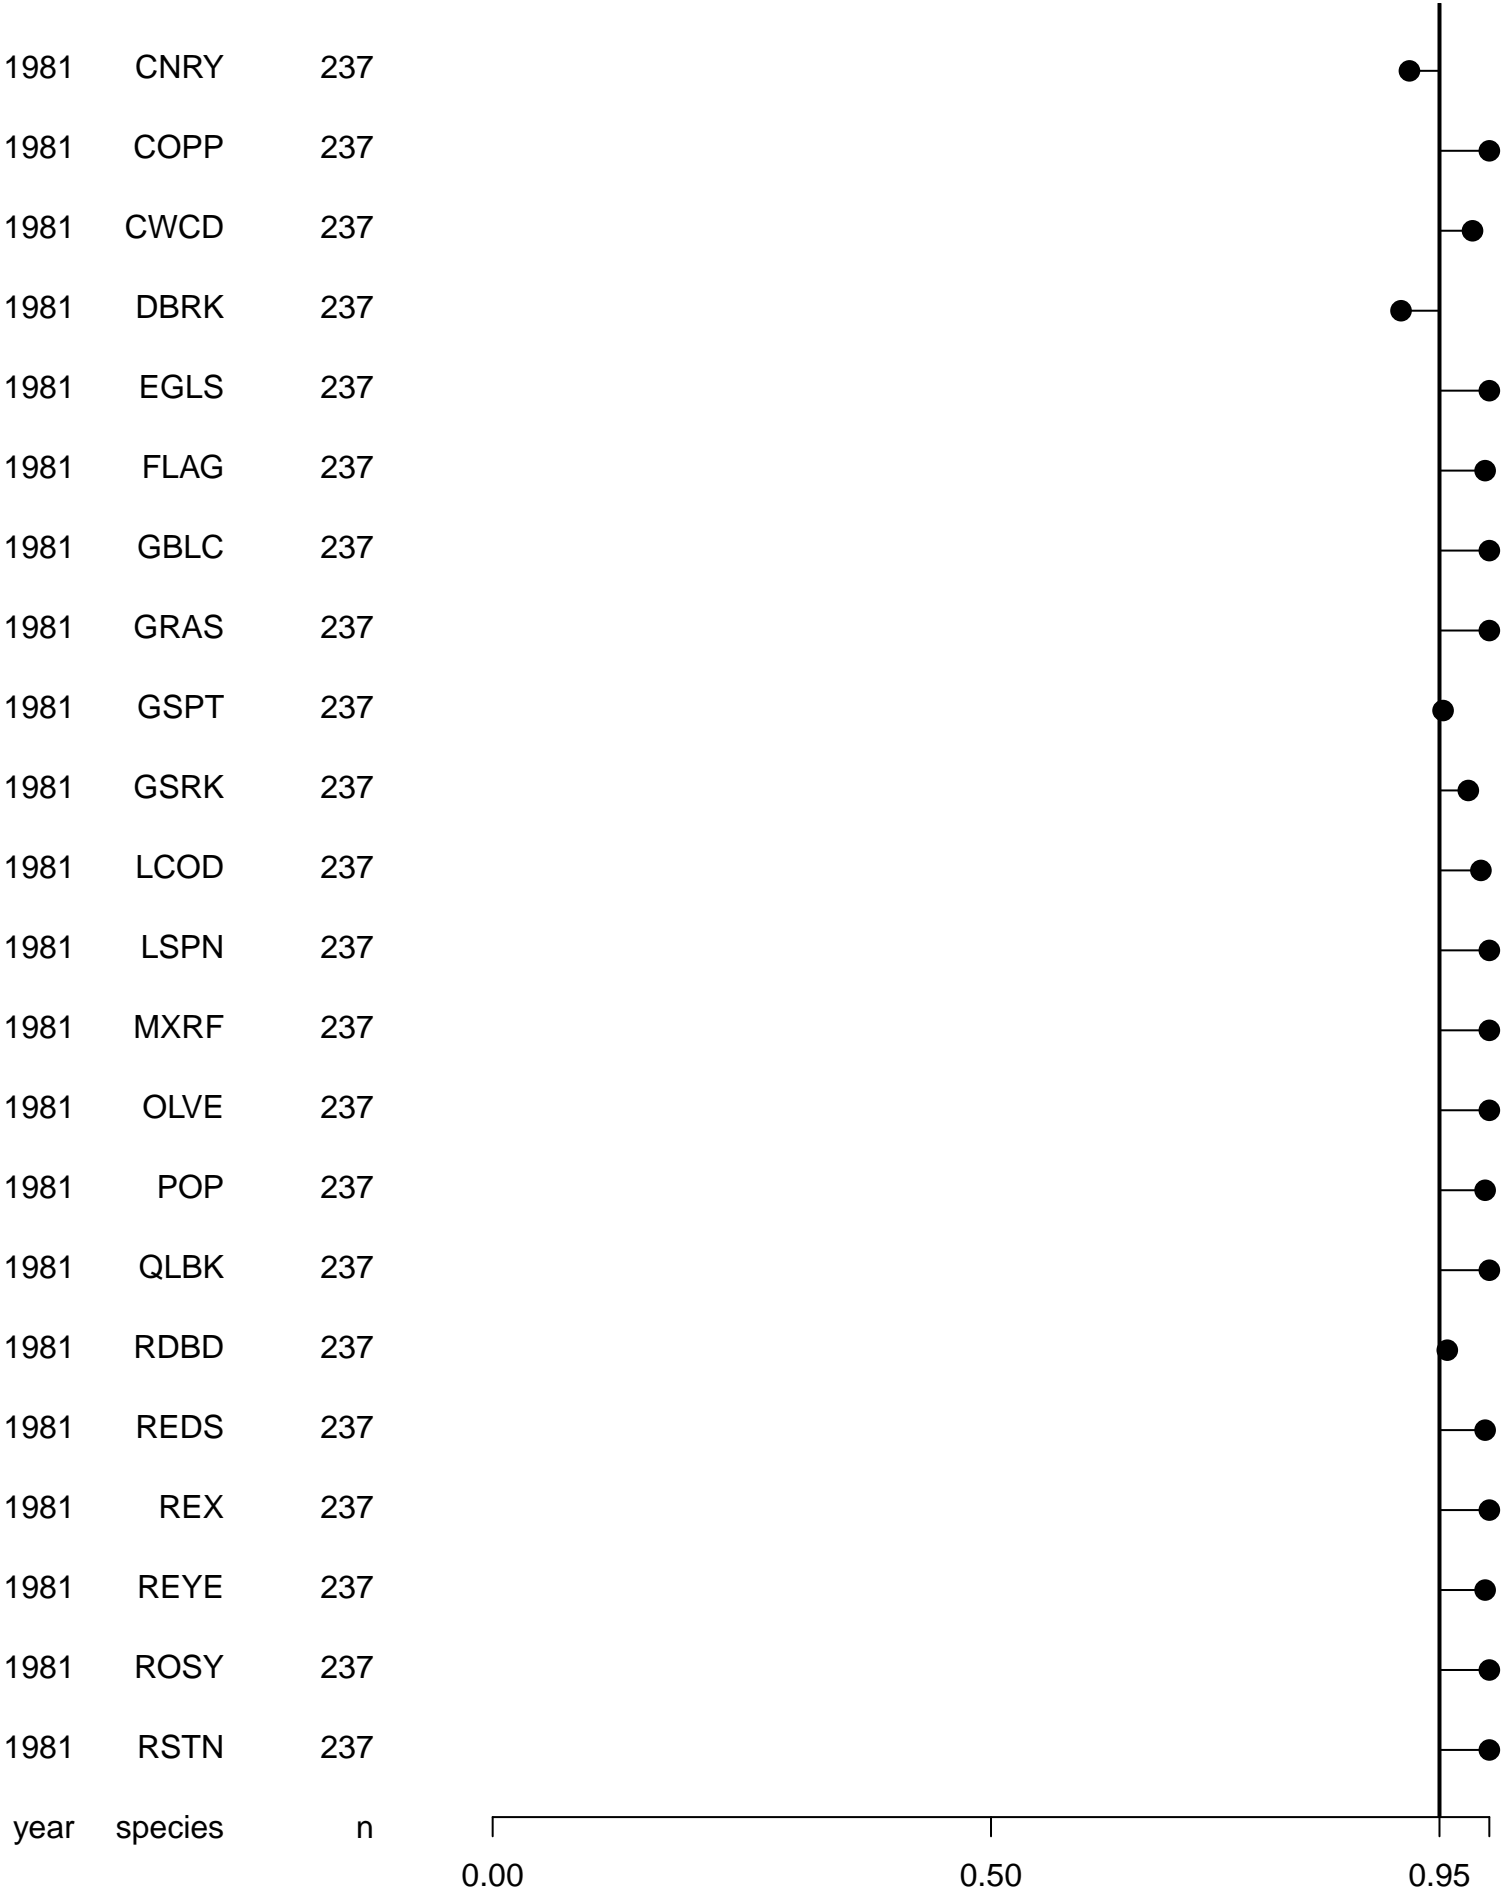 1981 CNRY 237
1981 COPP 237
1981 CWCD 237
1981 DBRK 237
1981 EGLS 237
1981 FLAG 237
1981 GBLC 237
1981 GRAS 237
1981 GSPT 237
1981 GSRK 237
1981 LCOD 237
1981 LSPN 237
1981 MXRF 237
1981 OLVE 237
1981 POP 237
1981 QLBK 237
1981 RDBD 237
1981 REDS 237
1981 REX 237
1981 REYE 237
1981 ROSY 237
1981 RSTN 237
year species n
0.00 0.50 0.95